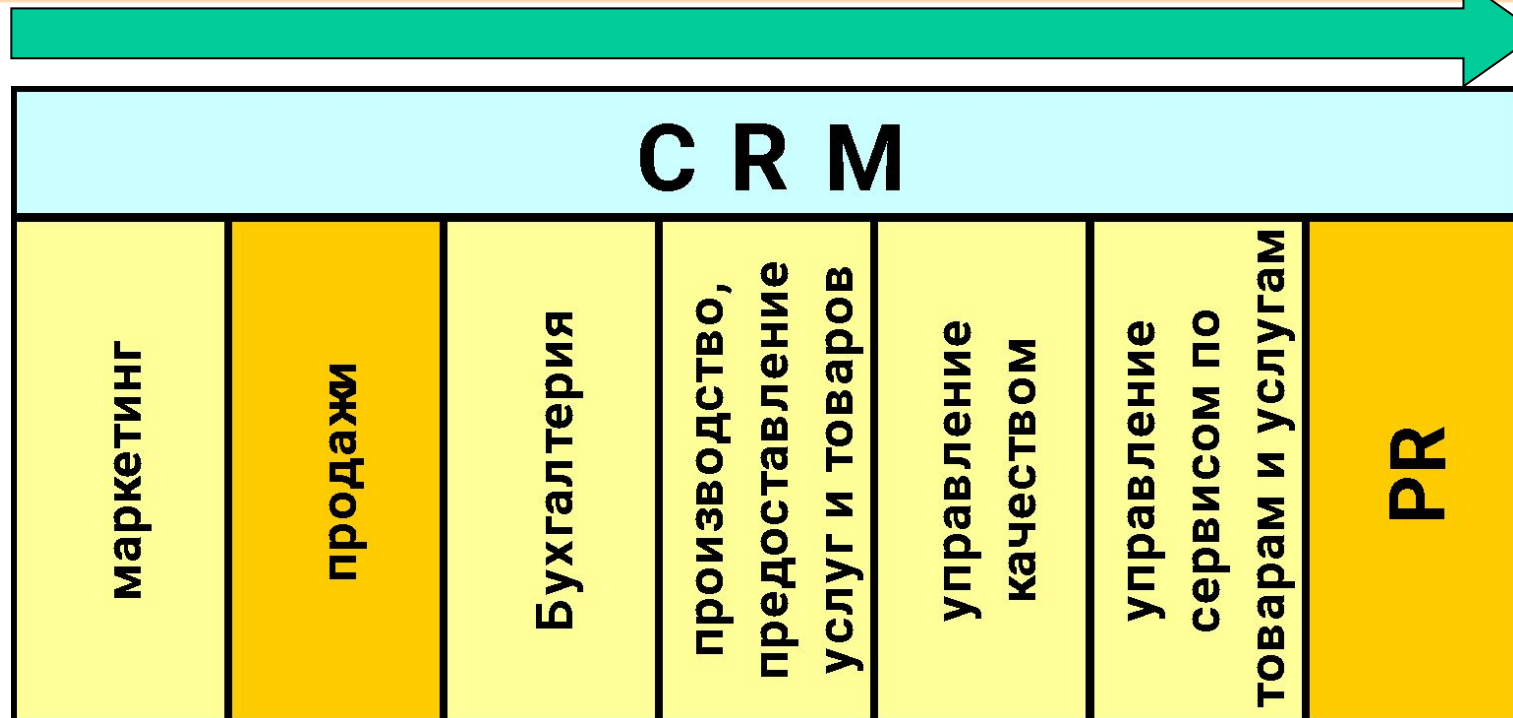 C R M
маркетинг
продажи
Бухгалтерия
производство,
предоставление
услуг и товаров
управление
качеством
управление
сервисом по
товарам и услугам
PR